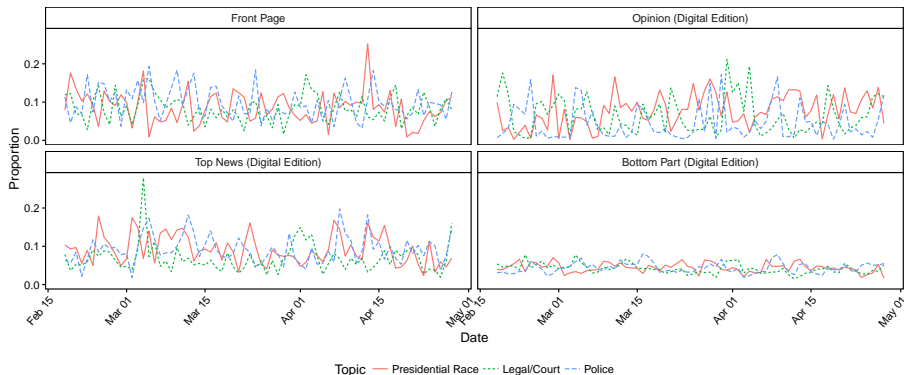 Front Page
Opinion (Digital Edition)
0.2
0.1
0.0
Top News (Digital Edition)
Bottom Part (Digital Edition)
0.2
0.1
0.0
Proportion
Feb 15
Mar 01
Mar 15
Apr 01
Apr 15
May 01
Feb 15
Mar 01
Mar 15
Apr 01
Apr 15
May 01
Date
Topic Presidential Race Legal/Court Police